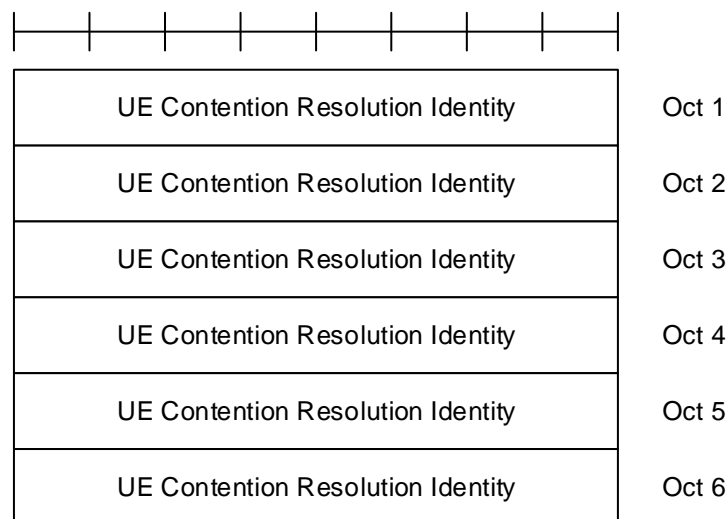 UE Contention Resolution Identity Oct 1
UE Contention Resolution Identity Oct 2
UE Contention Resolution Identity Oct 3
UE Contention Resolution Identity Oct 4
UE Contention Resolution Identity Oct 5
UE Contention Resolution Identity Oct 6